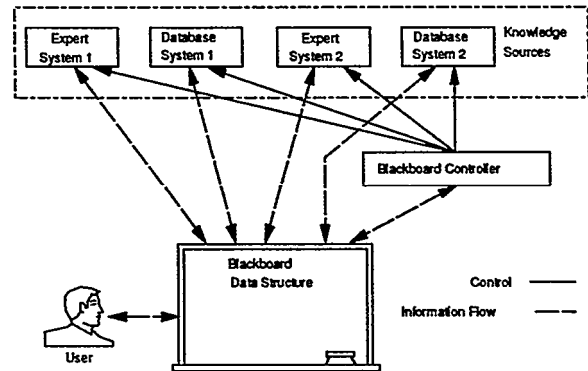 Expert
System 1
Database
System 1
Expert
System 2
Database
System 2
Knowledge
Sources
Blackboard Controller
Blackboard
Data Structure
Control
Information Flow
User